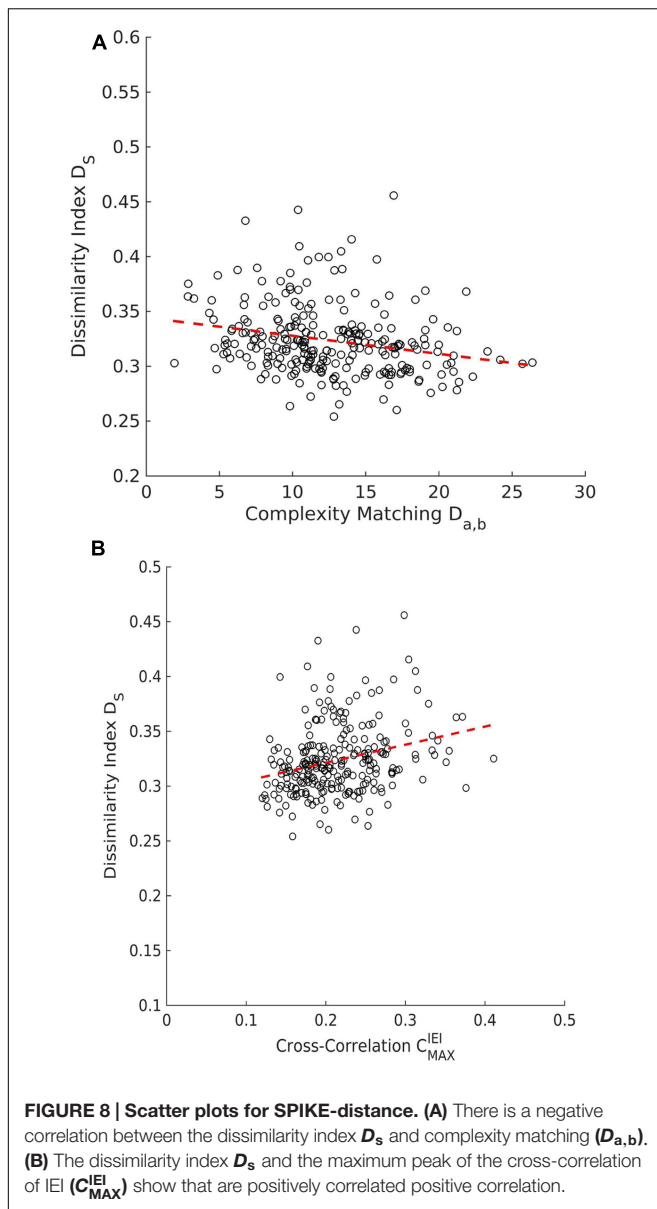 A
0.6
0.55
0.5
0.45
0.4
0.35
0.3
0.25
0.2
Dissimilarity Index D_S
0 5 10 15 20 25 30
Complexity Matching D_a,b
B
0.5
0.45
0.4
0.35
0.3
0.25
0.2
0.15
0.1
Dissimilarity Index D_S
0 0.1 0.2 0.3 0.4 0.5
Cross-Correlation C_MAX^IEI
FIGURE 8 | Scatter plots for SPIKE-distance. (A) There is a negative
correlation between the dissimilarity index D_s and complexity matching (D_a,b).
(B) The dissimilarity index D_s and the maximum peak of the cross-correlation
of IEI (C_MAX^IEI) show that are positively correlated positive correlation.